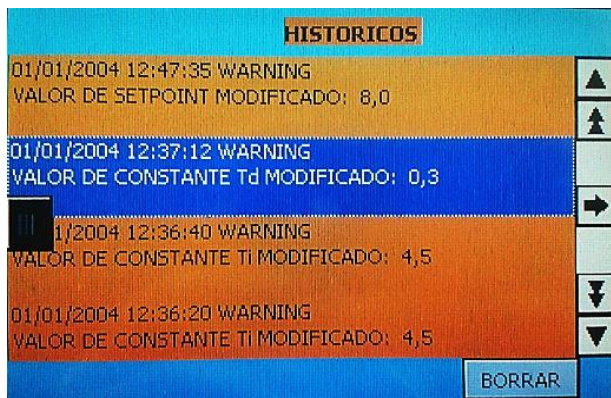 HISTORICOS
01/01/2004 12:47:35 WARNING
VALOR DE SETPOINT MODIFICADO: 8,0
01/01/2004 12:37:12 WARNING
VALOR DE CONSTANTE Td MODIFICADO: 0,3
1/2004 12:36:40 WARNING
VALOR DE CONSTANTE Ti MODIFICADO: 4,5
01/01/2004 12:36:20 WARNING
VALOR DE CONSTANTE Ti MODIFICADO: 4,5
BORRAR